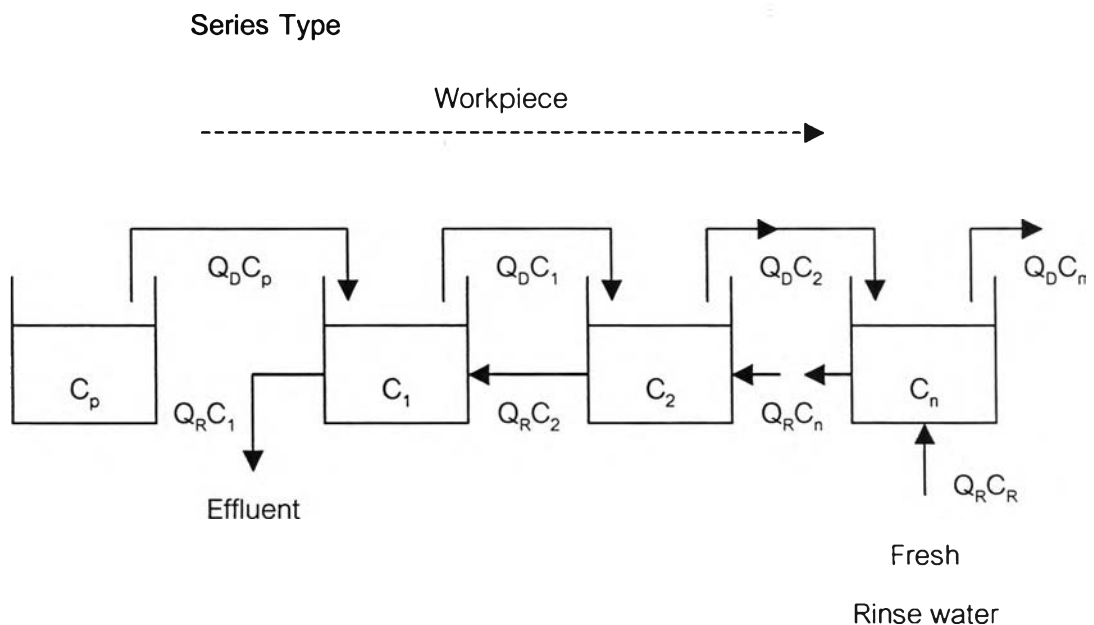 Series Type
Workpiece
Q_DC_p
Q_DC_1
Q_DC_2
Q_DC_n
C_p
C_1
C_2
C_n
Q_RC_1
Q_RC_2
Q_RC_n
Q_RC_R
Effluent
Fresh
Rinse water